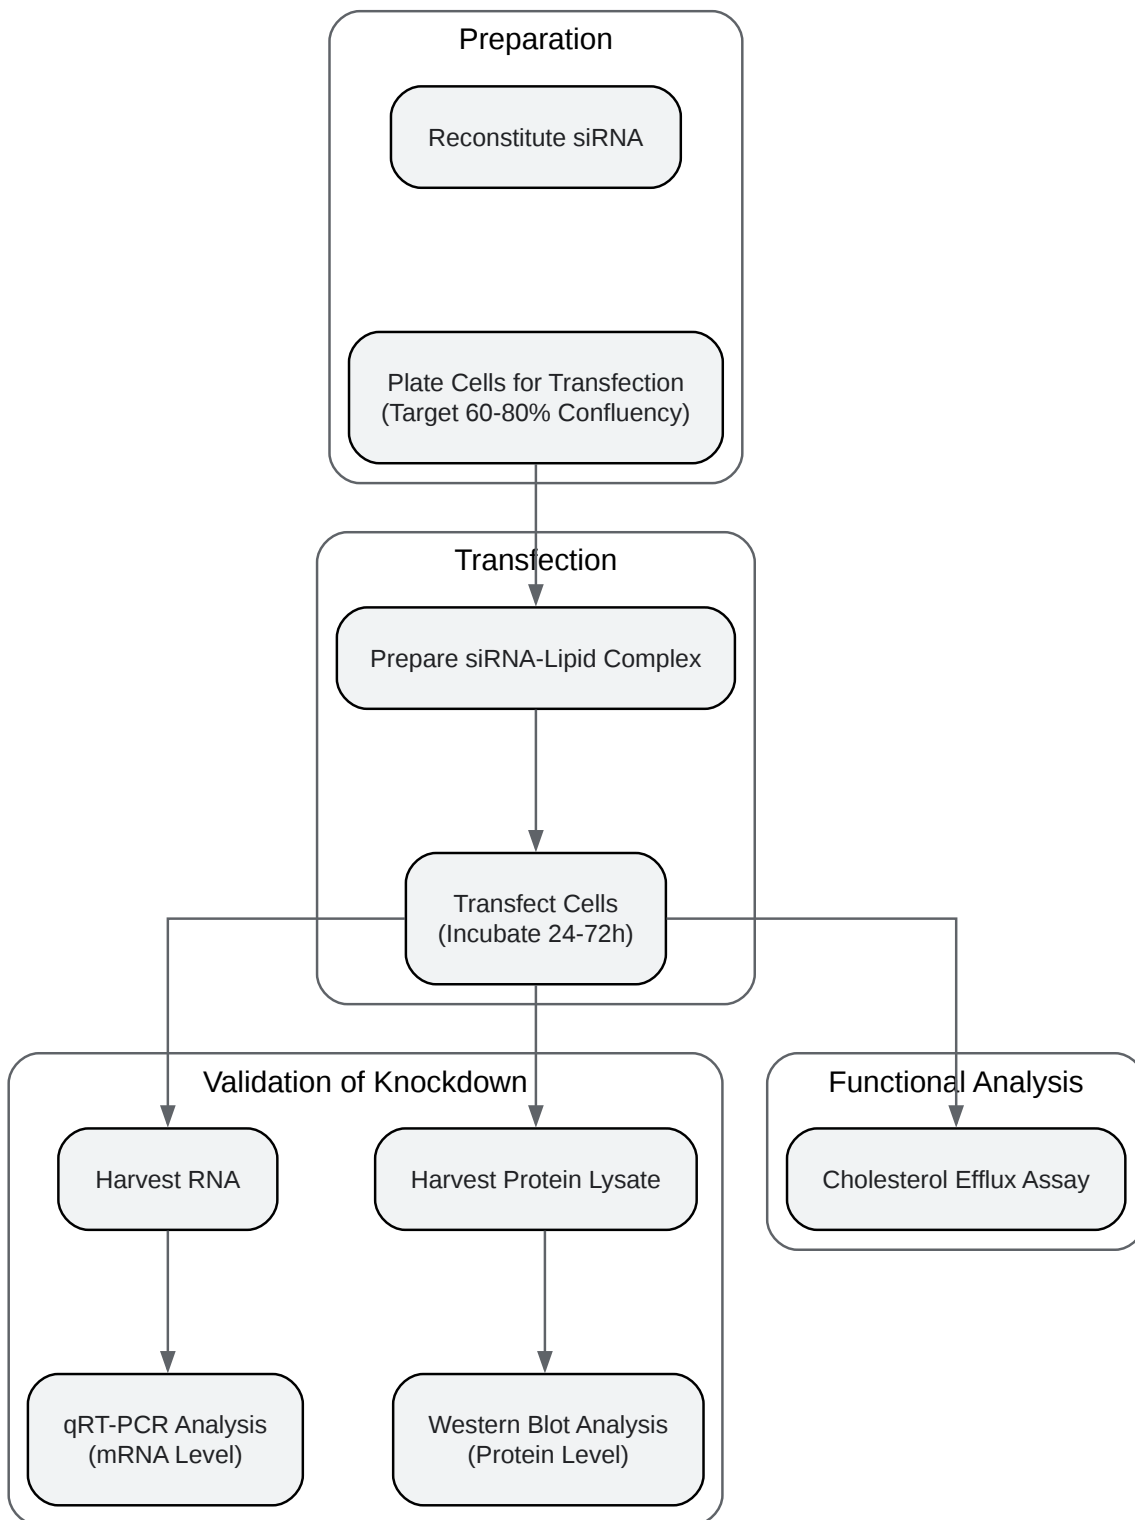 Preparation
Reconstitute siRNA
Plate Cells for Transfection
(Target 60-80% Confluency)
Transfection
Prepare siRNA-Lipid Complex
Transfect Cells
(Incubate 24-72h)
Validation of Knockdown
Harvest RNA
Harvest Protein Lysate
qRT-PCR Analysis
(mRNA Level)
Western Blot Analysis
(Protein Level)
Functional Analysis
Cholesterol Efflux Assay